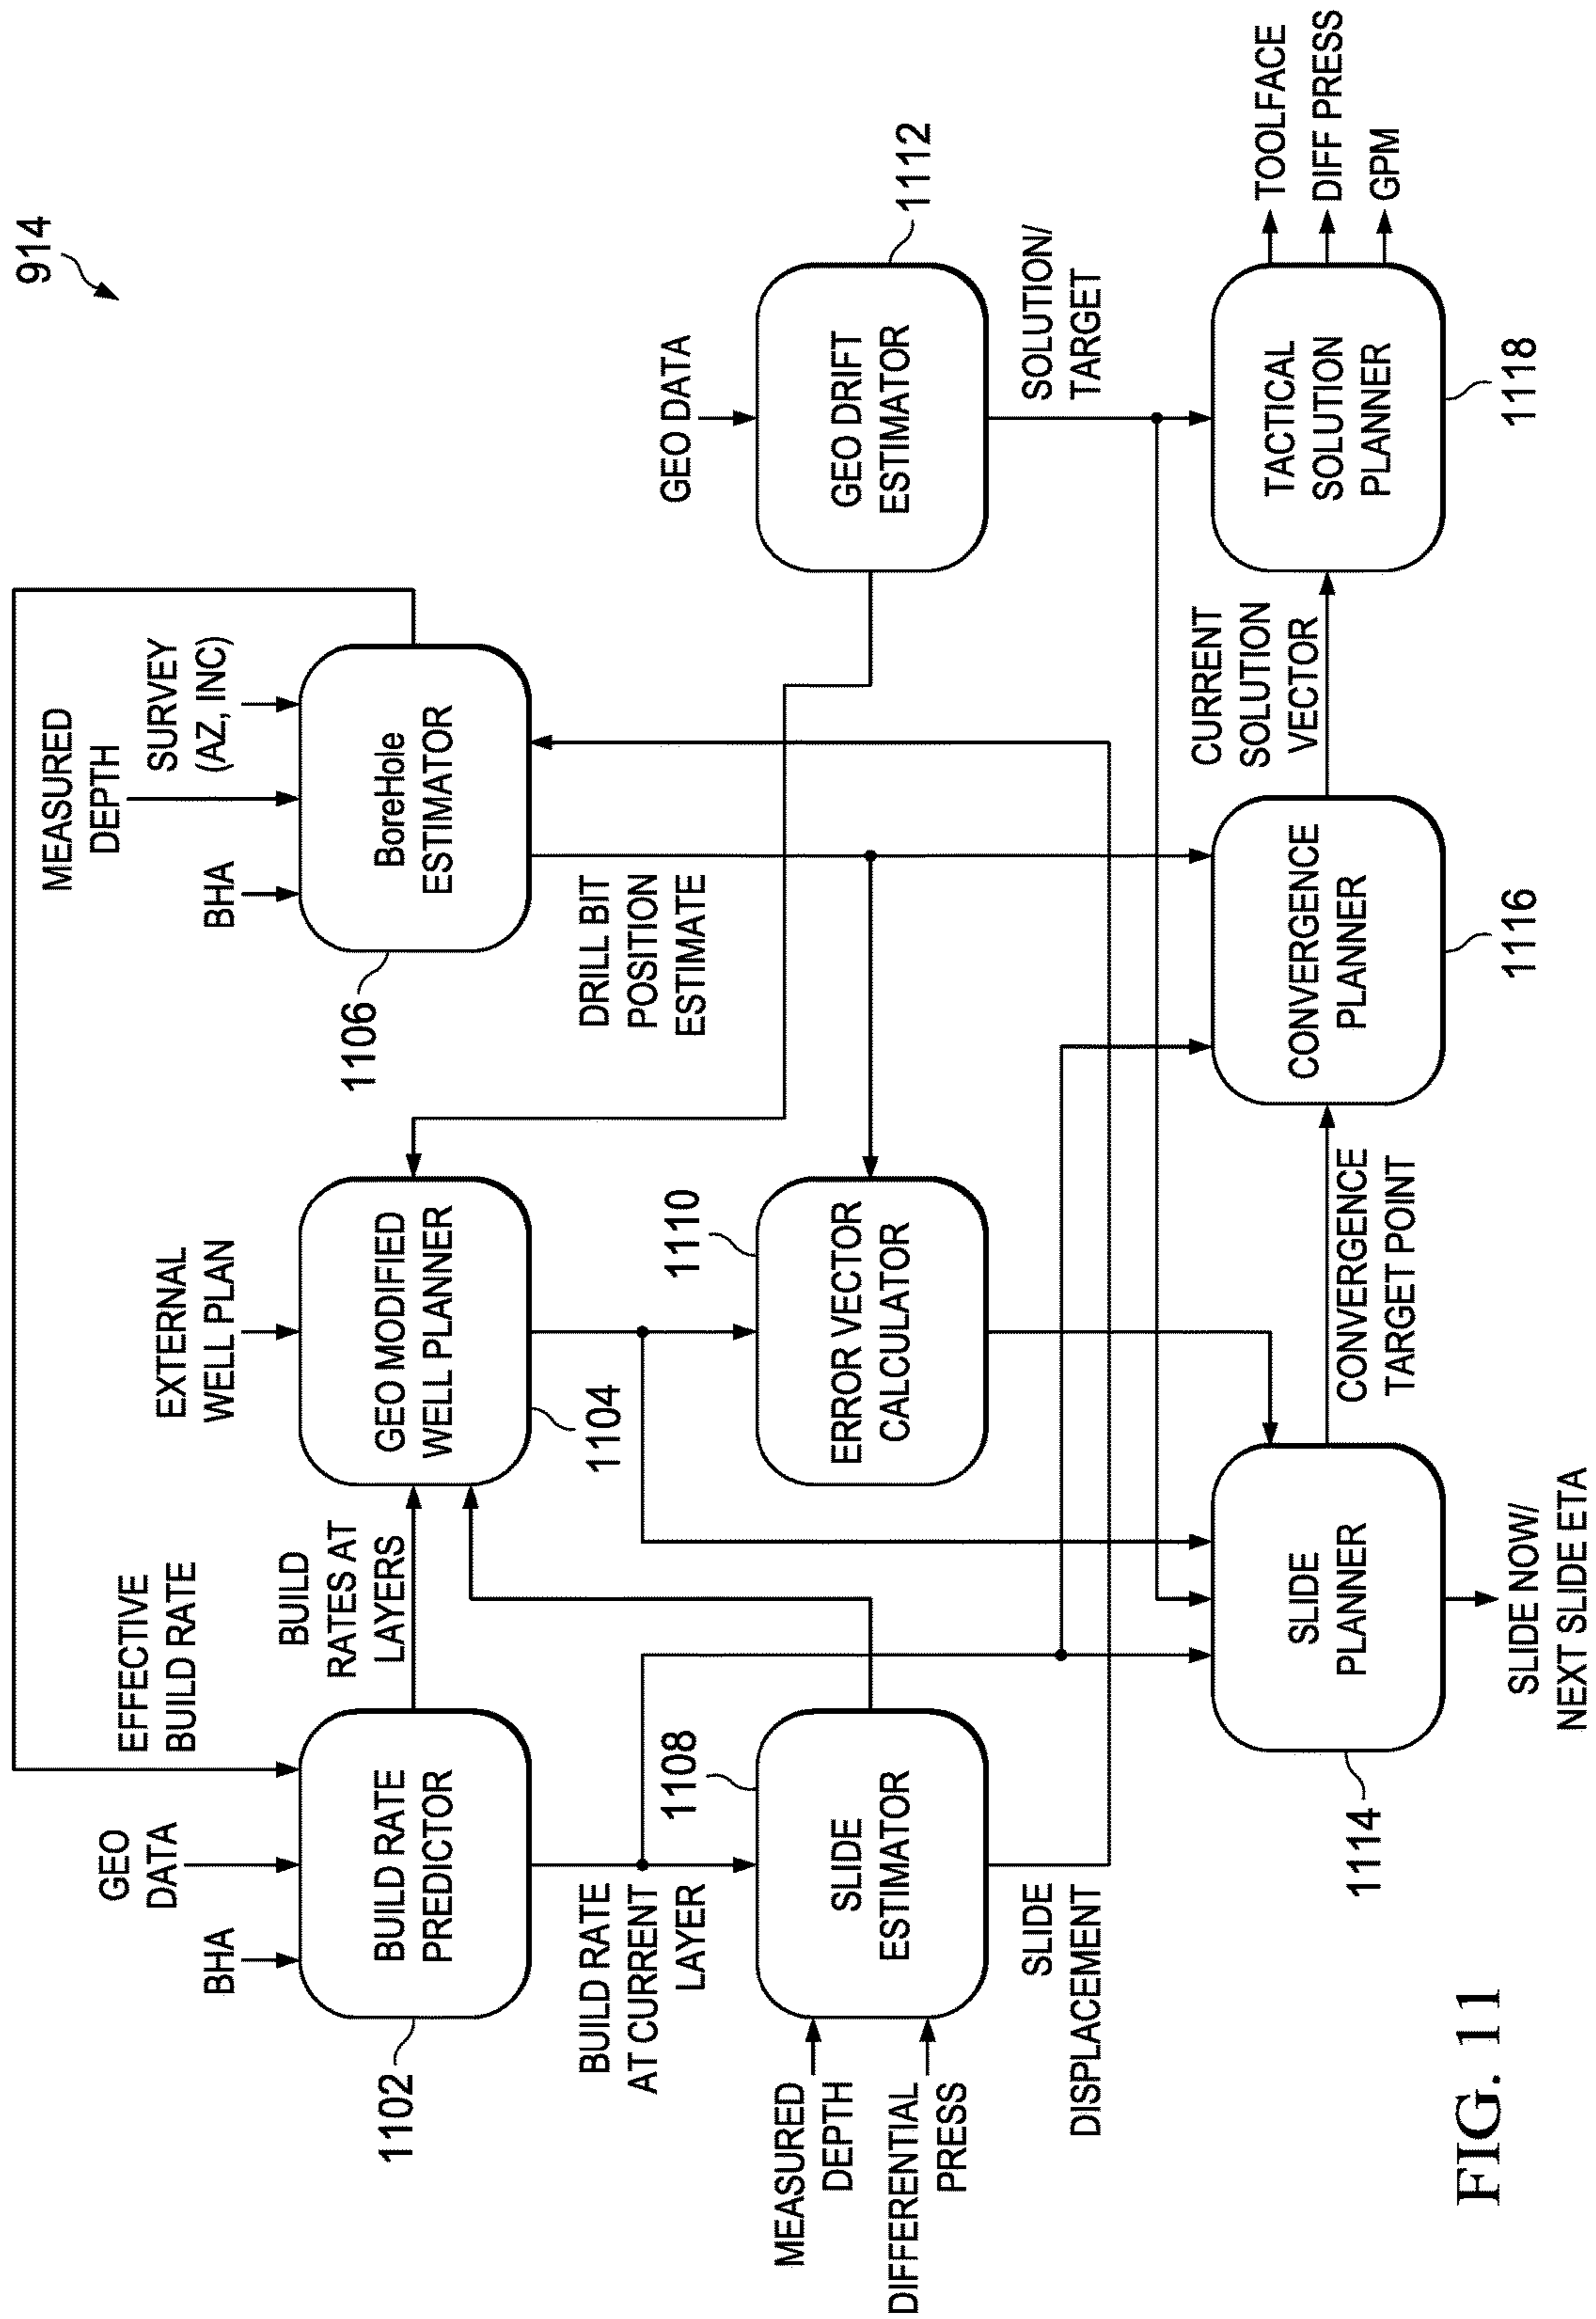 914
EFFECTIVE
BUILD RATE
BHA
GEO
DATA
BUILD RATE
PREDICTOR
1102
BUILD
RATES AT
LAYERS
EXTERNAL
WELL PLAN
GEO MODIFIED
WELL PLANNER
1104
BHA
MEASURED
DEPTH
SURVEY
(AZ, INC)
BoreHole
ESTIMATOR
1106
BUILD RATE
AT CURRENT
LAYER
DRILL BIT
POSITION
ESTIMATE
MEASURED
DEPTH
DIFFERENTIAL
PRESS
SLIDE
ESTIMATOR
1108
ERROR VECTOR
CALCULATOR
1110
GEO DATA
GEO DRIFT
ESTIMATOR
1112
SLIDE
DISPLACEMENT
SOLUTION/
TARGET
SLIDE
PLANNER
1114
SLIDE NOW/
NEXT SLIDE ETA
CONVERGENCE
TARGET POINT
CONVERGENCE
PLANNER
1116
CURRENT
SOLUTION
VECTOR
TACTICAL
SOLUTION
PLANNER
1118
TOOLFACE
DIFF PRESS
GPM
FIG. 11